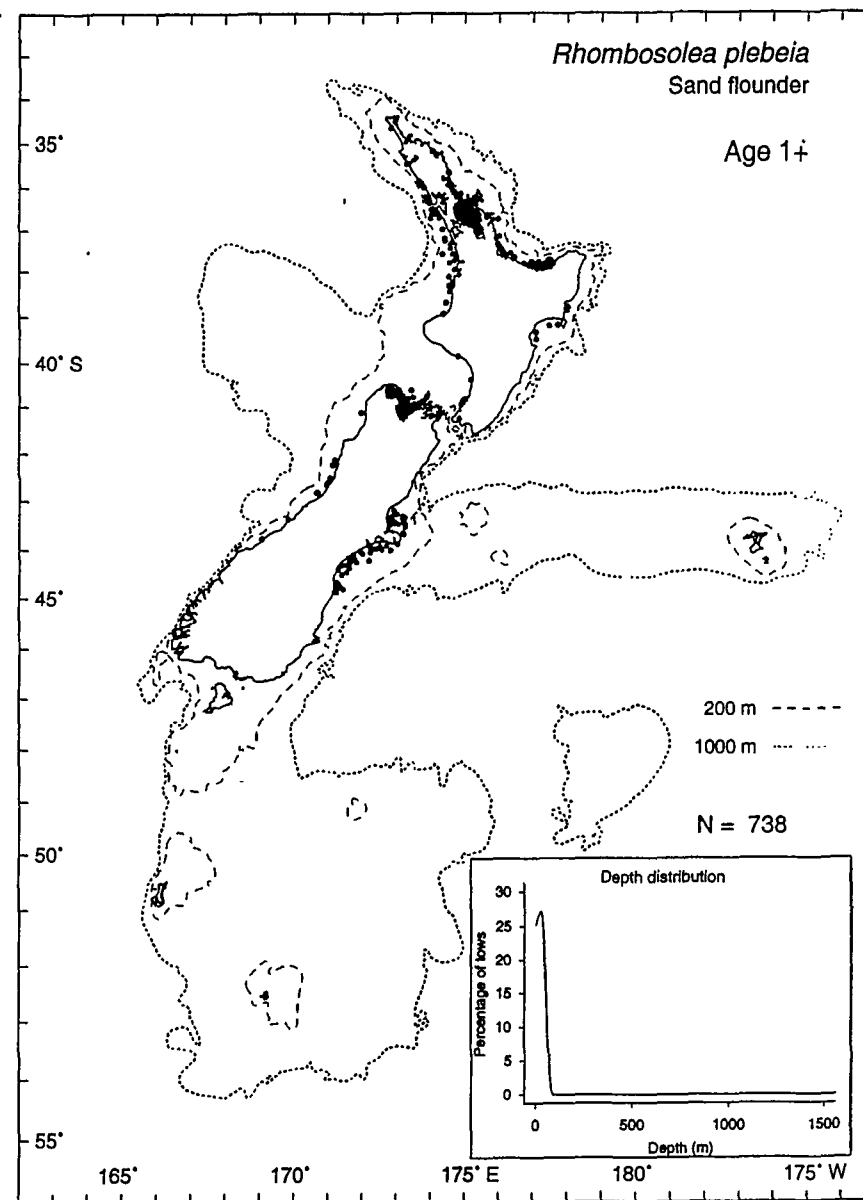 Rhombosolea plebeia
Sand flounder
Age 1+
35°
40° S
45°
200 m
1000 m
N = 738
50°
Depth distribution
30
25
20
15
10
5
0
Percentage of tows
0 500 1000 1500
Depth (m)
55°
165° 170° E 175° E 180° 175° W